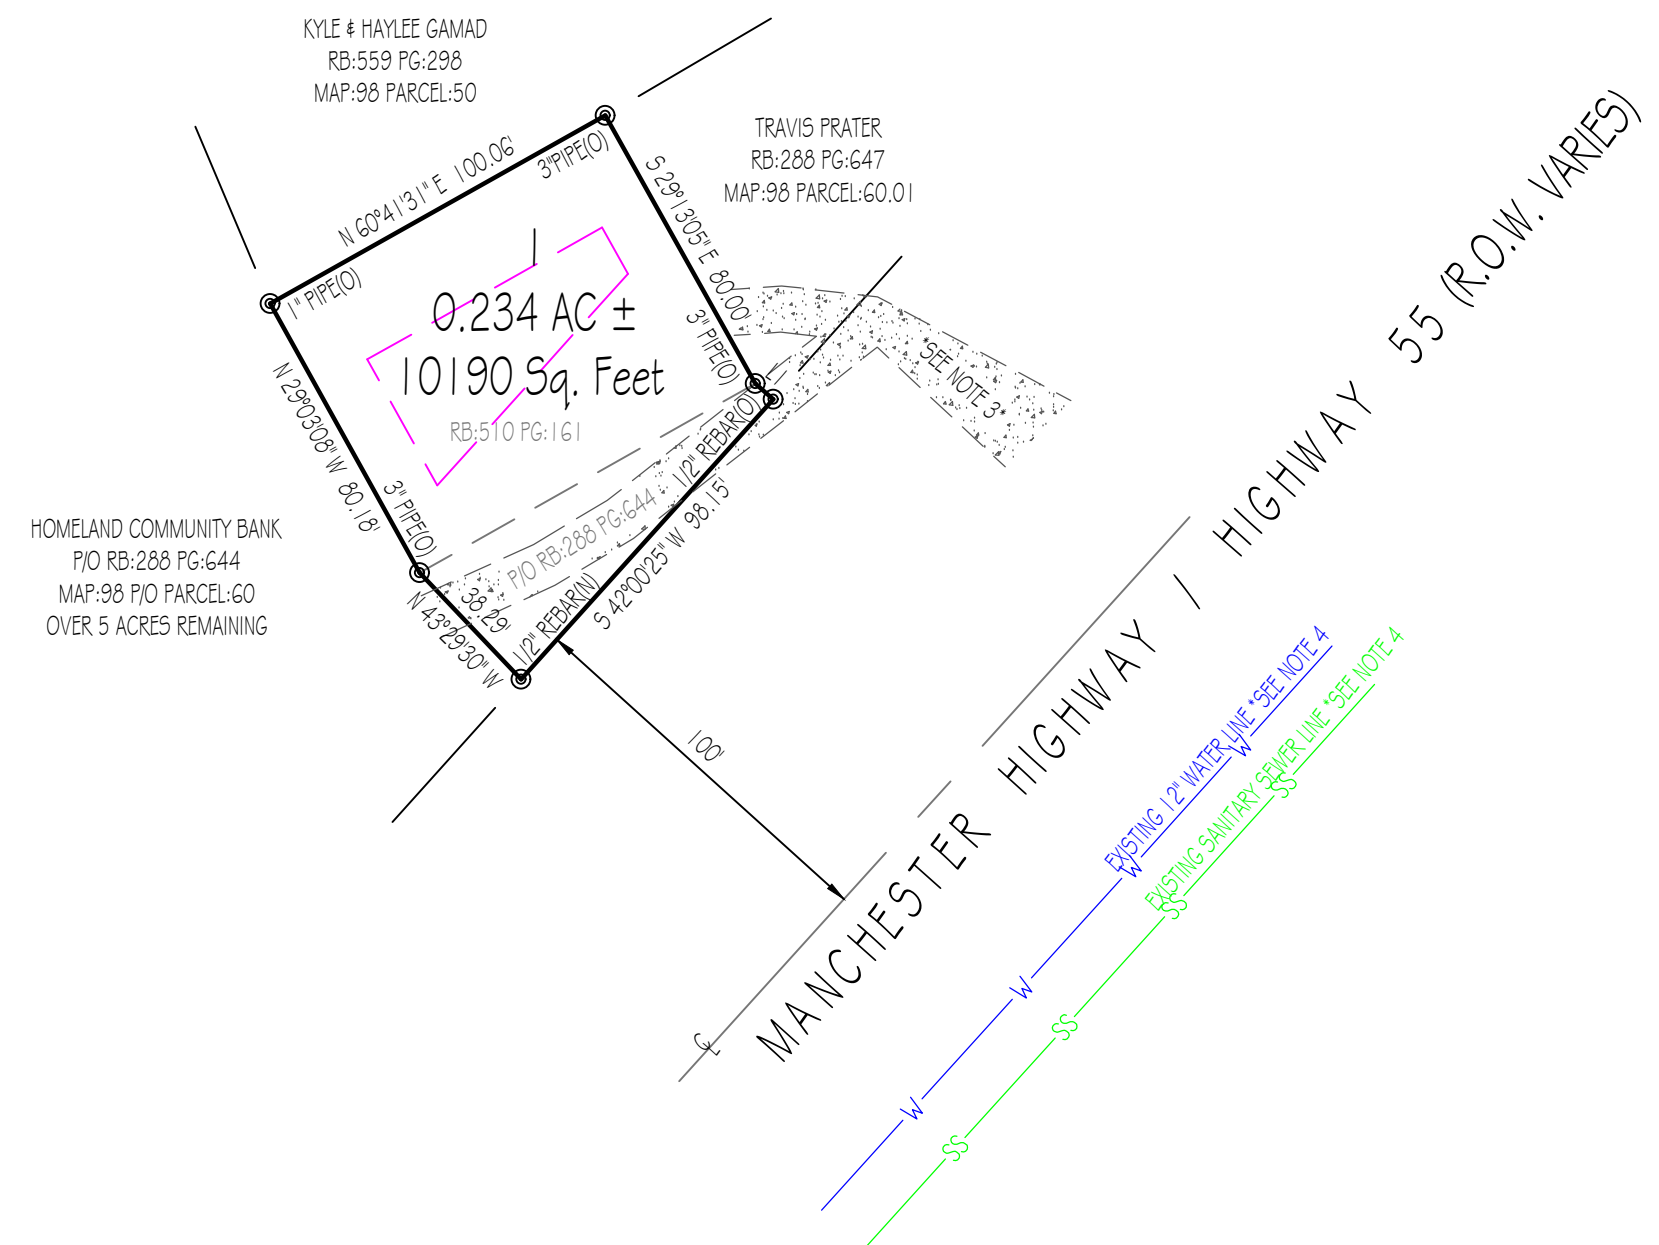 KYLE & HAYLEE GAMAD
RB:559 PG:298
MAP:98 PARCEL:50
TRAVIS PRATER
RB:288 PG:647
MAP:98 PARCEL:60.01
N 60°41'31" E 100.06'
3"PIPE(O)
S 29°13'05" E 80.00'
1" PIPE(O)
1
0.234 AC ±
10190 Sq. Feet
RB:510 PG:161
3" PIPE(O)
*SEE NOTE 3*
N 29°03'08" W 80.18'
3" PIPE(O)
1/2" REBAR(O)
P/O RB:288 PG:644
S 42°00'25" W 98.15'
HOMELAND COMMUNITY BANK
P/O RB:288 PG:644
MAP:98 P/O PARCEL:60
OVER 5 ACRES REMAINING
38.29'
N 43°29'30" W
1/2" REBAR(N)
100'
MANCHESTER HIGHWAY / HIGHWAY 55 (R.O.W. VARIES)
CL
EXISTING 12" WATER LINE *SEE NOTE 4
W
W
W
W
EXISTING SANITARY SEWER LINE *SEE NOTE 4
SS
SS
SS
SS